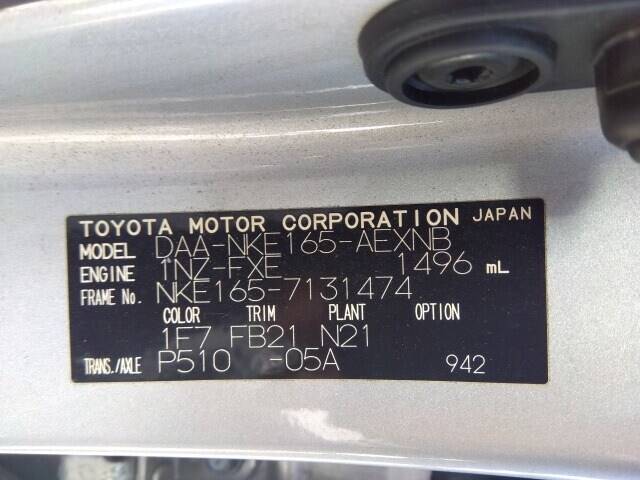 TOYOTA MOTOR CORPORATION JAPAN
MODEL DAA-NKE165-AEXNB
ENGINE 1NZ-FXE 1496 mL
FRAME No. NKE165-7131474
COLOR TRIM PLANT OPTION
1F7 FB21 N21
TRANS./AXLE P510 -05A 942